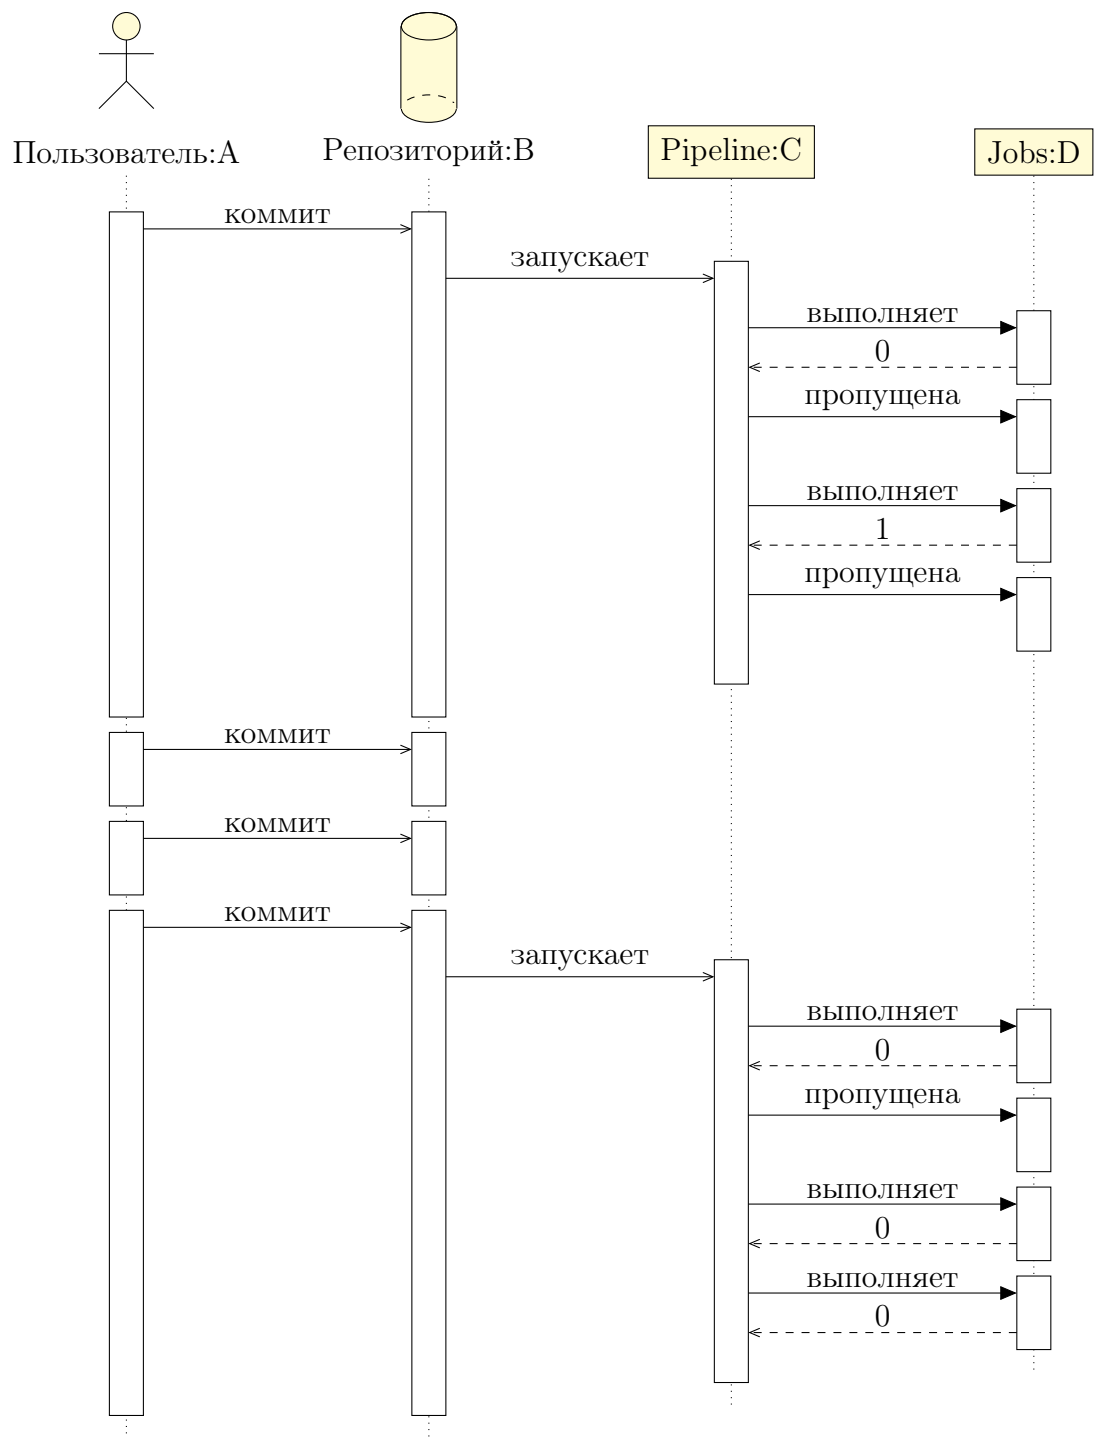 Пользователь:А
Репозиторий:В
Pipeline:C
Jobs:D
коммит
запускает
выполняет
0
пропущена
выполняет
1
пропущена
коммит
коммит
коммит
запускает
выполняет
0
пропущена
выполняет
0
выполняет
0